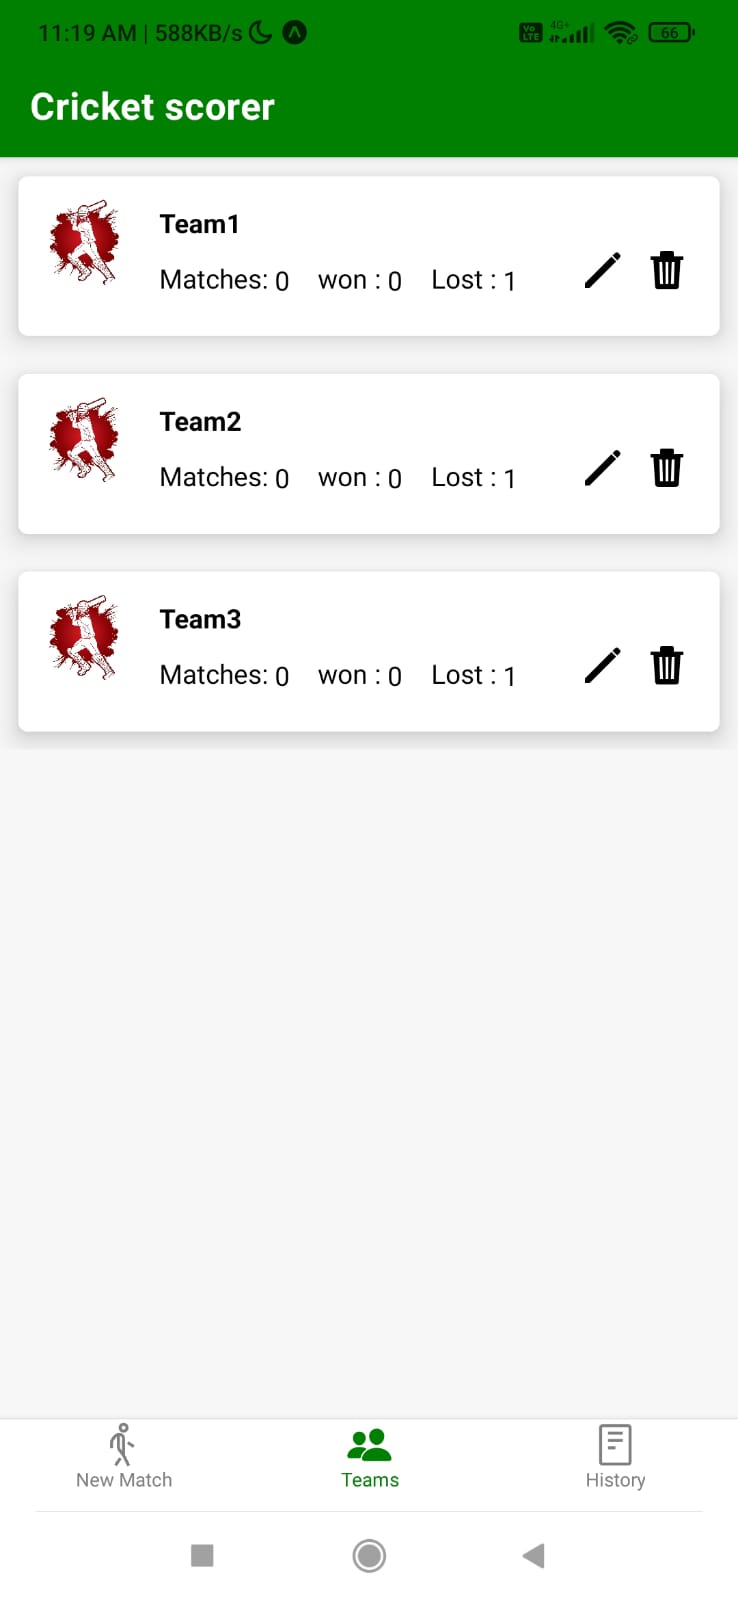 11:19 AM | 588KB/s
Vo LTE 4G+ 66
Cricket scorer
Team1
Matches: 0 won : 0 Lost : 1
Team2
Matches: 0 won : 0 Lost : 1
Team3
Matches: 0 won : 0 Lost : 1
New Match Teams History